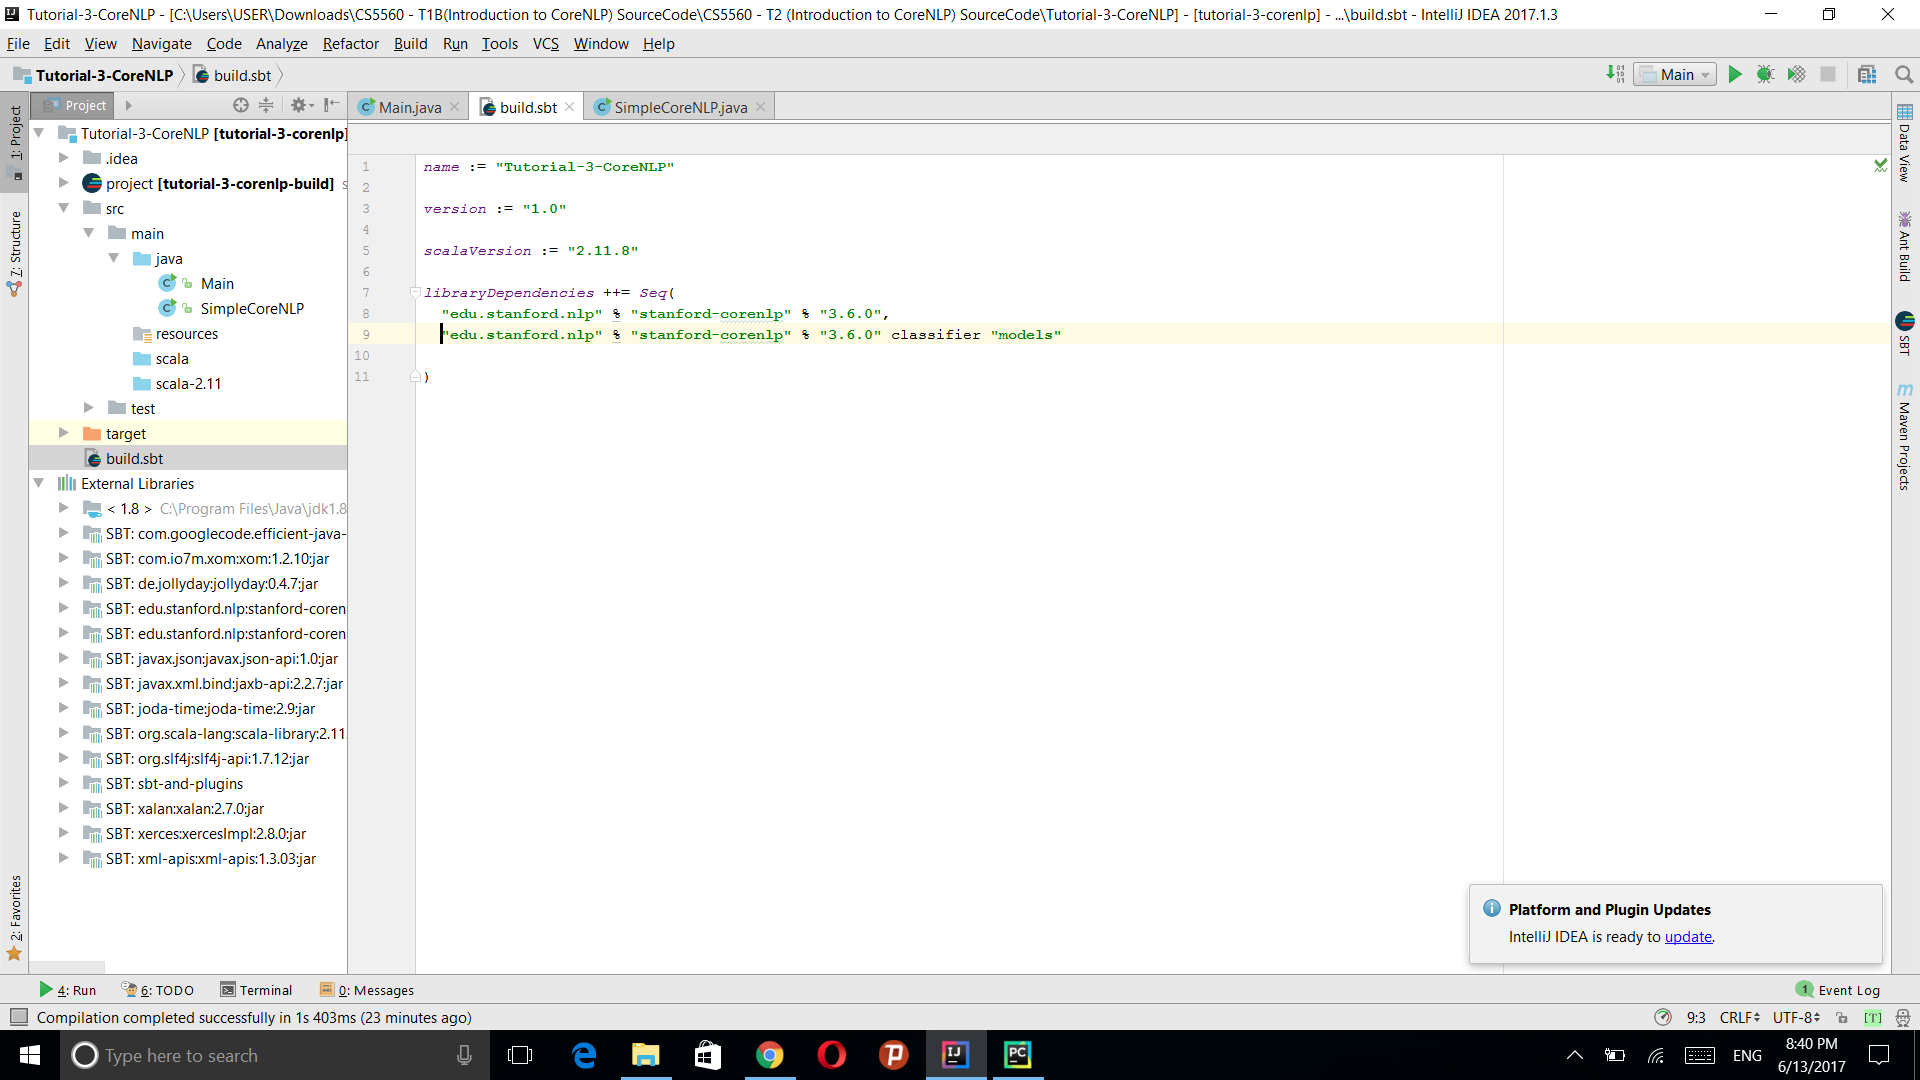 Tutorial-3-CoreNLP - [C:\Users\USER\Downloads\CS5560 - T1B(Introduction to CoreNLP) SourceCode\CS5560 - T2 (Introduction to CoreNLP) SourceCode\Tutorial-3-CoreNLP] - [tutorial-3-corenlp] - ...\build.sbt - IntelliJ IDEA 2017.1.3
File Edit View Navigate Code Analyze Refactor Build Run Tools VCS Window Help
Tutorial-3-CoreNLP build.sbt
Main
Project
Main.java build.sbt SimpleCoreNLP.java
1: Project
7: Structure
2: Favorites
Tutorial-3-CoreNLP [tutorial-3-corenlp]
.idea
project [tutorial-3-corenlp-build] s
src
main
java
Main
SimpleCoreNLP
resources
scala
scala-2.11
test
target
build.sbt
External Libraries
< 1.8 > C:\Program Files\Java\jdk1.8
SBT: com.googlecode.efficient-java-
SBT: com.io7m.xom:xom:1.2.10:jar
SBT: de.jollyday:jollyday:0.4.7:jar
SBT: edu.stanford.nlp:stanford-coren
SBT: edu.stanford.nlp:stanford-coren
SBT: javax.json:javax.json-api:1.0:jar
SBT: javax.xml.bind:jaxb-api:2.2.7:jar
SBT: joda-time:joda-time:2.9:jar
SBT: org.scala-lang:scala-library:2.11
SBT: org.slf4j:slf4j-api:1.7.12:jar
SBT: sbt-and-plugins
SBT: xalan:xalan:2.7.0:jar
SBT: xerces:xercesImpl:2.8.0:jar
SBT: xml-apis:xml-apis:1.3.03:jar
1 name := "Tutorial-3-CoreNLP"
2
3 version := "1.0"
4
5 scalaVersion := "2.11.8"
6
7 libraryDependencies ++= Seq(
8 "edu.stanford.nlp" % "stanford-corenlp" % "3.6.0",
9 "edu.stanford.nlp" % "stanford-corenlp" % "3.6.0" classifier "models"
10
11 )
Data View
Ant Build
SBT
Maven Projects
Platform and Plugin Updates
IntelliJ IDEA is ready to update.
4: Run 6: TODO Terminal 0: Messages
1 Event Log
Compilation completed successfully in 1s 403ms (23 minutes ago)
9:3 CRLF UTF-8 [T]
Type here to search
ENG
8:40 PM
6/13/2017